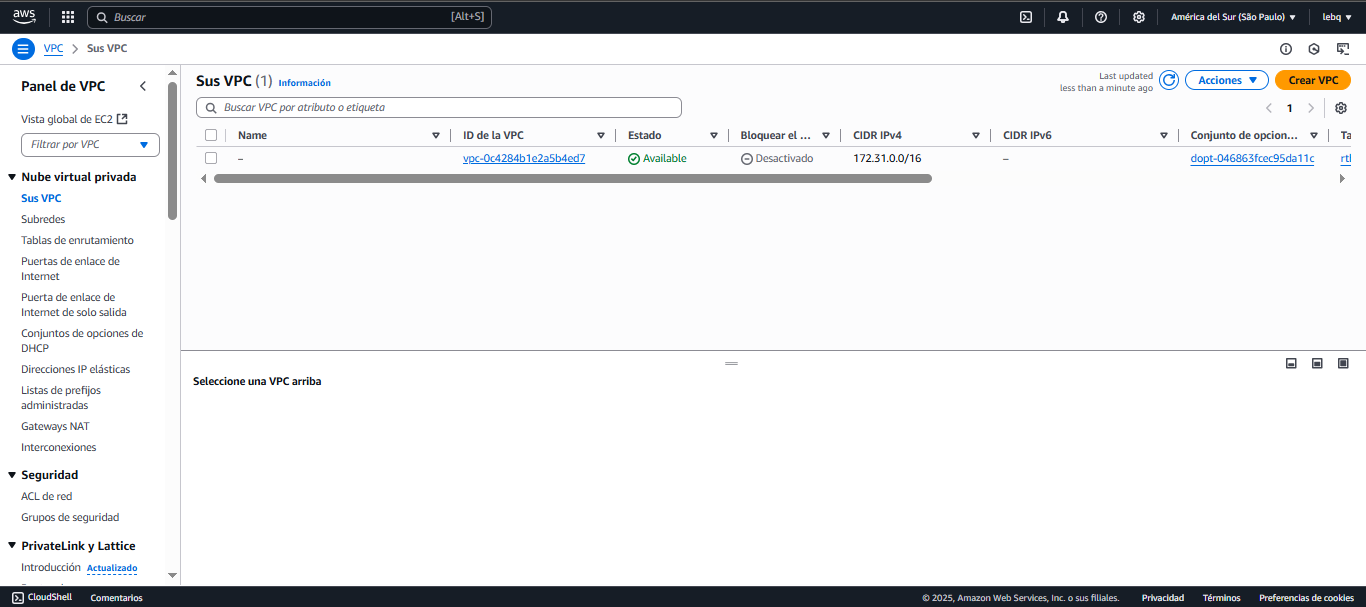 aws
Buscar
[Alt+S]
América del Sur (São Paulo)
lebq
VPC
Sus VPC
Panel de VPC
Vista global de EC2
Filtrar por VPC
Nube virtual privada
Sus VPC
Subredes
Tablas de enrutamiento
Puertas de enlace de
Internet
Puerta de enlace de
Internet de solo salida
Conjuntos de opciones de
DHCP
Direcciones IP elásticas
Listas de prefijos
administradas
Gateways NAT
Interconexiones
Seguridad
ACL de red
Grupos de seguridad
PrivateLink y Lattice
Introducción Actualizado
Sus VPC (1) Información
Last updated
less than a minute ago
Acciones
Crear VPC
Buscar VPC por atributo o etiqueta
1
Name ID de la VPC Estado Bloquear el ... CIDR IPv4 CIDR IPv6 Conjunto de opcion... Ta
– vpc-0c4284b1e2a5b4ed7 Available Desactivado 172.31.0.0/16 – dopt-046863fcec95da11c rtl
Seleccione una VPC arriba
CloudShell Comentarios © 2025, Amazon Web Services, Inc. o sus filiales. Privacidad Términos Preferencias de cookies